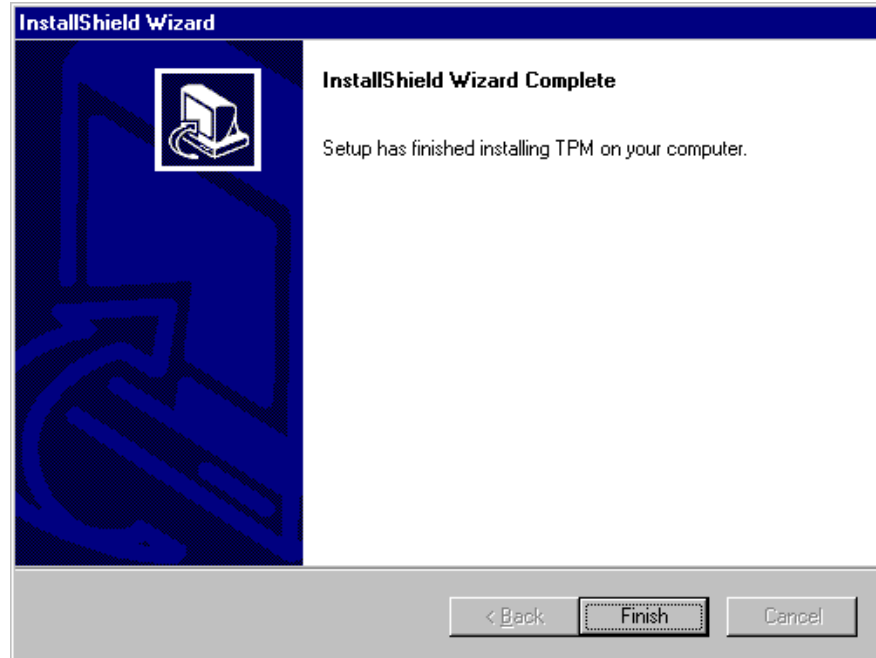 InstallShield Wizard
InstallShield Wizard Complete
Setup has finished installing TPM on your computer.
< Back
Finish
Cancel